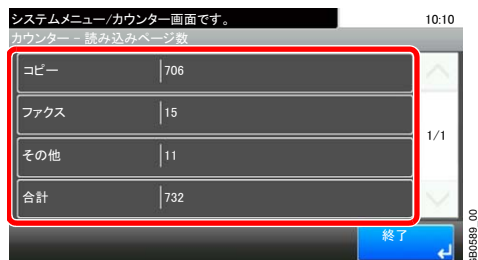 システムメニュー/カウンター画面です。 10:10
カウンター - 読み込みページ数
コピー 706
ファクス 15
その他 11
合計 732
1/1
終了